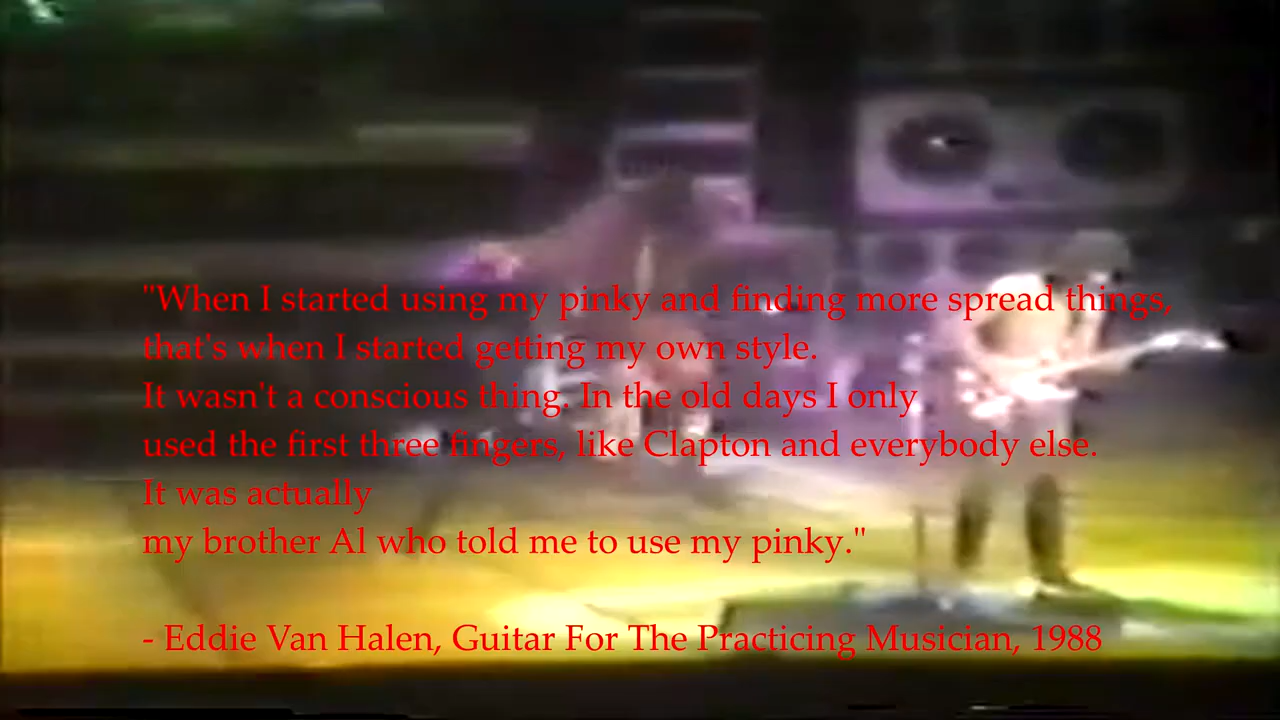 "When I started using my pinky and finding more spread things,
that's when I started getting my own style.
It wasn't a conscious thing. In the old days I only
used the first three fingers, like Clapton and everybody else.
It was actually
my brother Al who told me to use my pinky."
- Eddie Van Halen, Guitar For The Practicing Musician, 1988